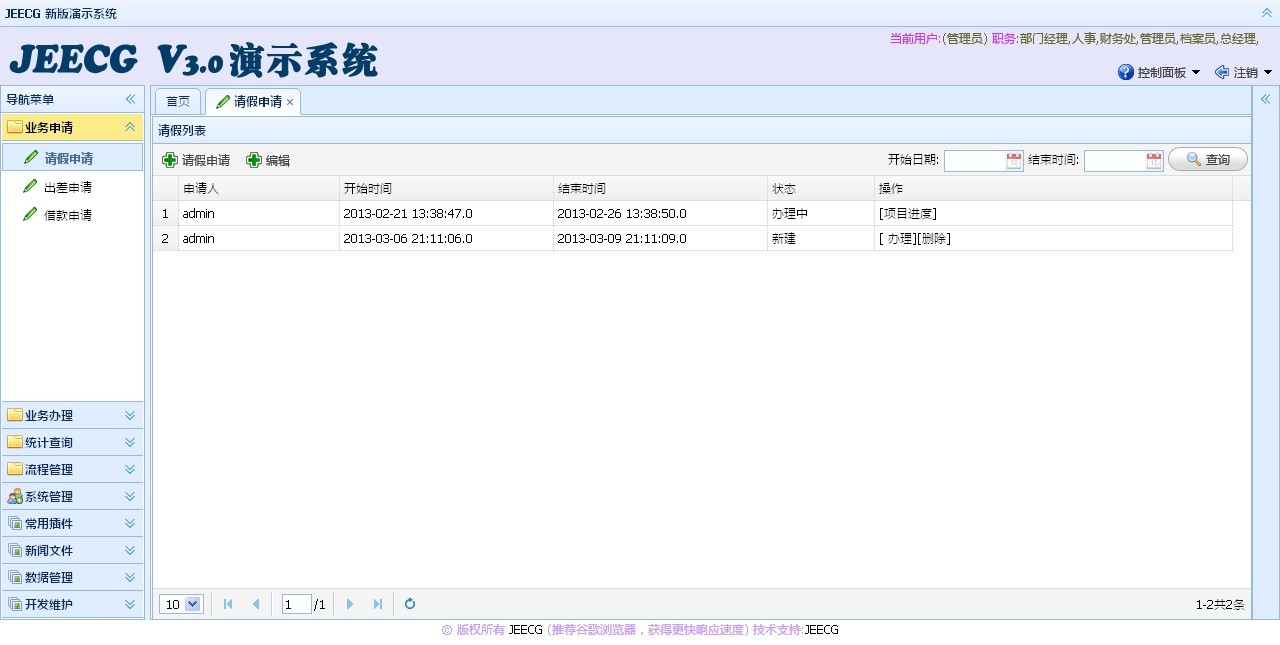 JEECG 新版演示系统
JEECG V3.0演示系统
当前用户:(管理员) 职务:部门经理,人事,财务处,管理员,档案员,总经理,
控制面板 注销
导航菜单
业务申请
请假申请
出差申请
借款申请
业务办理
统计查询
流程管理
系统管理
常用插件
新闻文件
数据管理
开发维护
首页 请假申请
请假列表
请假申请 编辑 开始日期: 结束时间: 查询
申请人 开始时间 结束时间 状态 操作
1 admin 2013-02-21 13:38:47.0 2013-02-26 13:38:50.0 办理中 [项目进度]
2 admin 2013-03-06 21:11:06.0 2013-03-09 21:11:09.0 新建 [ 办理][删除]
10 1 /1 1-2共2条
© 版权所有 JEECG (推荐谷歌浏览器，获得更快响应速度) 技术支持:JEECG